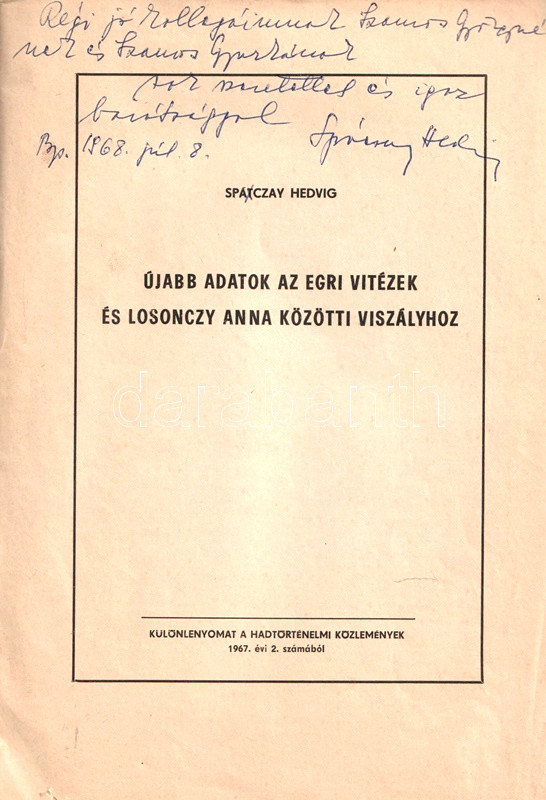 Régi jó kollegáimnak Szamos Györgyné
nek és Szamos Gyurkának
sok szeretettel és igaz
barátsággal
Bp. 1968. júl. 8. Spáczay Hedvig
SPATCZAY HEDVIG
ÚJABB ADATOK AZ EGRI VITÉZEK
ÉS LOSONCZY ANNA KÖZÖTTI VISZÁLYHOZ
darabanth
KÜLÖNLENYOMAT A HADTÖRTÉNELMI KÖZLEMÉNYEK
1967. évi 2. számából